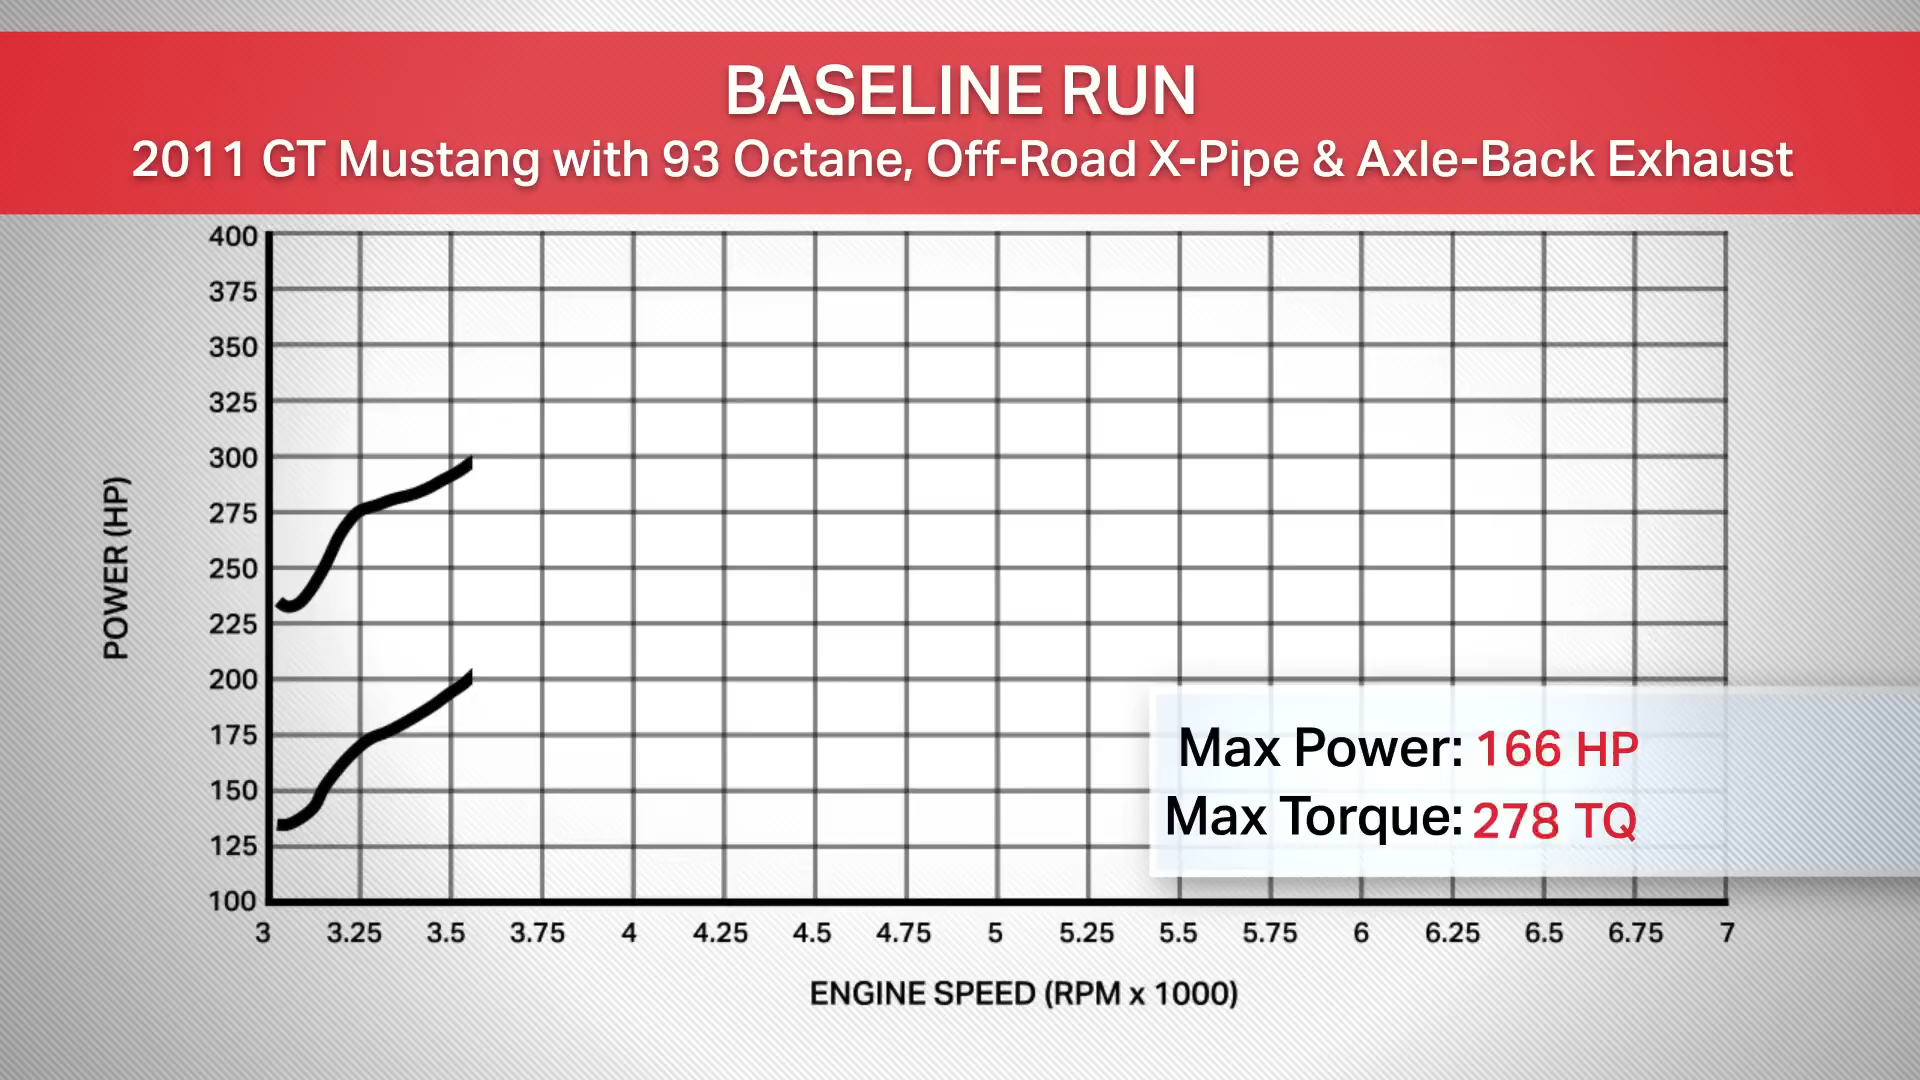 BASELINE RUN
2011 GT Mustang with 93 Octane, Off-Road X-Pipe & Axle-Back Exhaust
400
375
350
325
300
275
250
225
200
175
150
125
100
POWER (HP)
Max Power: 166 HP
Max Torque: 278 TQ
3 3.25 3.5 3.75 4 4.25 4.5 4.75 5 5.25 5.5 5.75 6 6.25 6.5 6.75 7
ENGINE SPEED (RPM x 1000)